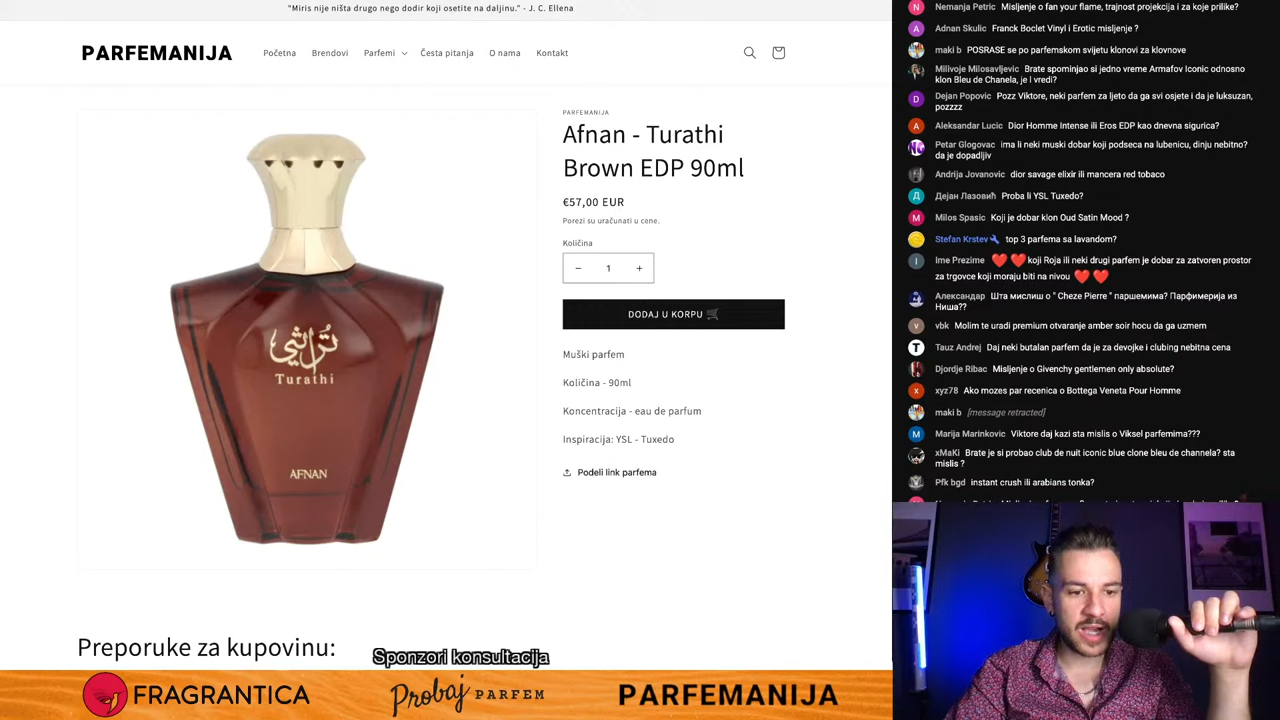 "Miris nije ništa drugo nego dodir koji osetite na daljinu." - J. C. Ellena
PARFEMANIJA
Početna
Brendovi
Parfemi
Česta pitanja
O nama
Kontakt
PARFEMANIJA
Afnan - Turathi
Brown EDP 90ml
€57,00 EUR
Porezi su uračunati u cene.
Količina
− 1 +
DODAJ U KORPU
Muški parfem
Količina - 90ml
Koncentracija - eau de parfum
Inspiracija: YSL - Tuxedo
Podeli link parfema
تراثي
Turathi
AFNAN
Preporuke za kupovinu:
Sponzori konsultacija
FRAGRANTICA
Probaj PARFEM
PARFEMANIJA
N Nemanja Petric Misljenje o fan your flame, trajnost projekcija i za koje prilike?
A Adnan Skulic Franck Boclet Vinyl i Erotic misljenje ?
maki b POSRASE se po parfemskom svijetu klonovi za klovnove
Milivoje Milosavljevic Brate spominjao si jedno vreme Armafov Iconic odnosno
klon Bleu de Chanela, je l vredi?
D Dejan Popovic Pozz Viktore, neki parfem za ljeto da ga svi osjete i da je luksuzan,
pozzzz
A Aleksandar Lucic Dior Homme Intense ili Eros EDP kao dnevna sigurica?
Petar Glogovac ima li neki muski dobar koji podseca na lubenicu, dinju nebitno?
da je dopadljiv
Andrija Jovanovic dior savage elixir ili mancera red tobaco
Д Дејан Лазовић Proba li YSL Tuxedo?
M Milos Spasic Koji je dobar klon Oud Satin Mood ?
Stefan Krstev top 3 parfema sa lavandom?
I Ime Prezime ❤️❤️koji Roja ili neki drugi parfem je dobar za zatvoren prostor
za trgovce koji moraju biti na nivou ❤️❤️
Александар Шта мислиш о " Cheze Pierre " паршемима? Парфимерија из
Ниша??
v vbk Molim te uradi premium otvaranje amber soir hocu da ga uzmem
T Tauz Andrej Daj neki butalan parfem da je za devojke i clubing nebitna cena
Djordje Ribac Misljenje o Givenchy gentlemen only absolute?
x xyz78 Ako mozes par recenica o Bottega Veneta Pour Homme
maki b [message retracted]
M Marija Marinkovic Viktore daj kazi sta mislis o Viksel parfemima???
xMaKi Brate je si probao club de nuit iconic blue clone bleu de channela? sta
mislis ?
Pfk bgd instant crush ili arabians tonka?